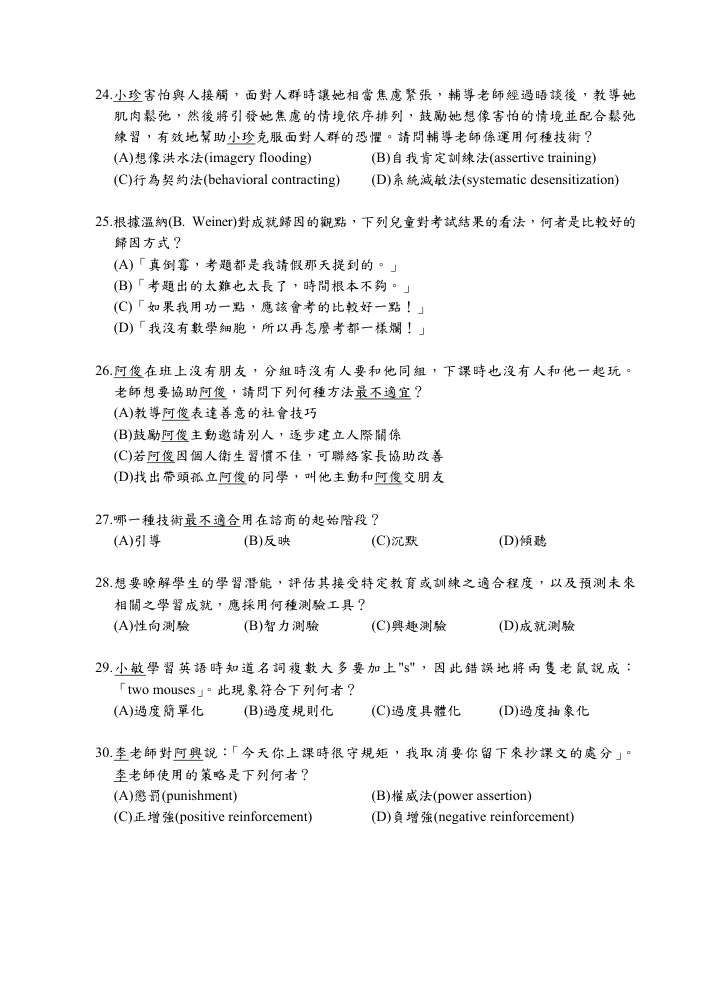 24.小珍害怕與人接觸，面對人群時讓她相當焦慮緊張，輔導老師經過晤談後，教導她
肌肉鬆弛，然後將引發她焦慮的情境依序排列，鼓勵她想像害怕的情境並配合鬆弛
練習，有效地幫助小珍克服面對人群的恐懼。請問輔導老師係運用何種技術？
(A)想像洪水法(imagery flooding) (B)自我肯定訓練法(assertive training)
(C)行為契約法(behavioral contracting) (D)系統減敏法(systematic desensitization)
25.根據溫納(B. Weiner)對成就歸因的觀點，下列兒童對考試結果的看法，何者是比較好的
歸因方式？
(A)「真倒霉，考題都是我請假那天提到的。」
(B)「考題出的太難也太長了，時間根本不夠。」
(C)「如果我用功一點，應該會考的比較好一點！」
(D)「我沒有數學細胞，所以再怎麼考都一樣爛！」
26.阿俊在班上沒有朋友，分組時沒有人要和他同組，下課時也沒有人和他一起玩。
老師想要協助阿俊，請問下列何種方法最不適宜？
(A)教導阿俊表達善意的社會技巧
(B)鼓勵阿俊主動邀請別人，逐步建立人際關係
(C)若阿俊因個人衛生習慣不佳，可聯絡家長協助改善
(D)找出帶頭孤立阿俊的同學，叫他主動和阿俊交朋友
27.哪一種技術最不適合用在諮商的起始階段？
(A)引導 (B)反映 (C)沉默 (D)傾聽
28.想要瞭解學生的學習潛能，評估其接受特定教育或訓練之適合程度，以及預測未來
相關之學習成就，應採用何種測驗工具？
(A)性向測驗 (B)智力測驗 (C)興趣測驗 (D)成就測驗
29.小敏學習英語時知道名詞複數大多要加上"s"，因此錯誤地將兩隻老鼠說成：
「two mouses」。此現象符合下列何者？
(A)過度簡單化 (B)過度規則化 (C)過度具體化 (D)過度抽象化
30.李老師對阿興說：「今天你上課時很守規矩，我取消要你留下來抄課文的處分」。
李老師使用的策略是下列何者？
(A)懲罰(punishment) (B)權威法(power assertion)
(C)正增強(positive reinforcement) (D)負增強(negative reinforcement)